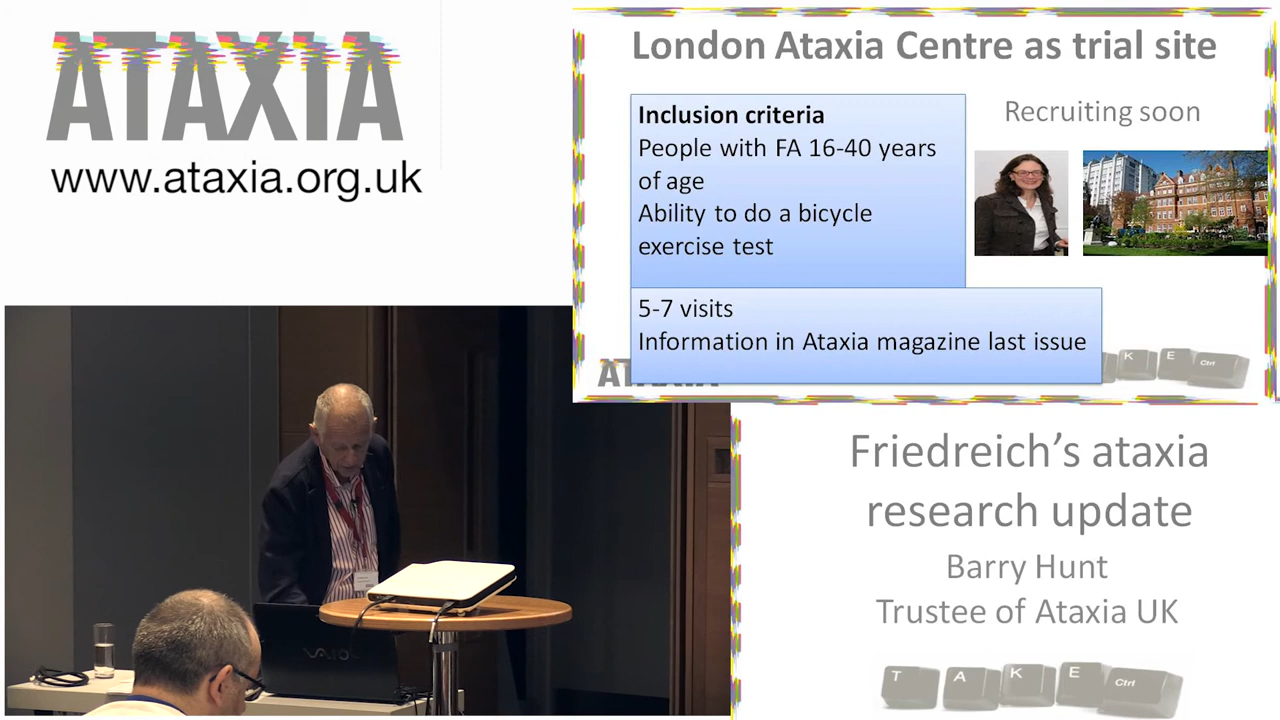 ATAXIA
www.ataxia.org.uk
London Ataxia Centre as trial site
Inclusion criteria
People with FA 16-40 years
of age
Ability to do a bicycle
exercise test
Recruiting soon
5-7 visits
Information in Ataxia magazine last issue
K E Ctrl
Friedreich's ataxia
research update
Barry Hunt
Trustee of Ataxia UK
T A K E Ctrl
VAIO